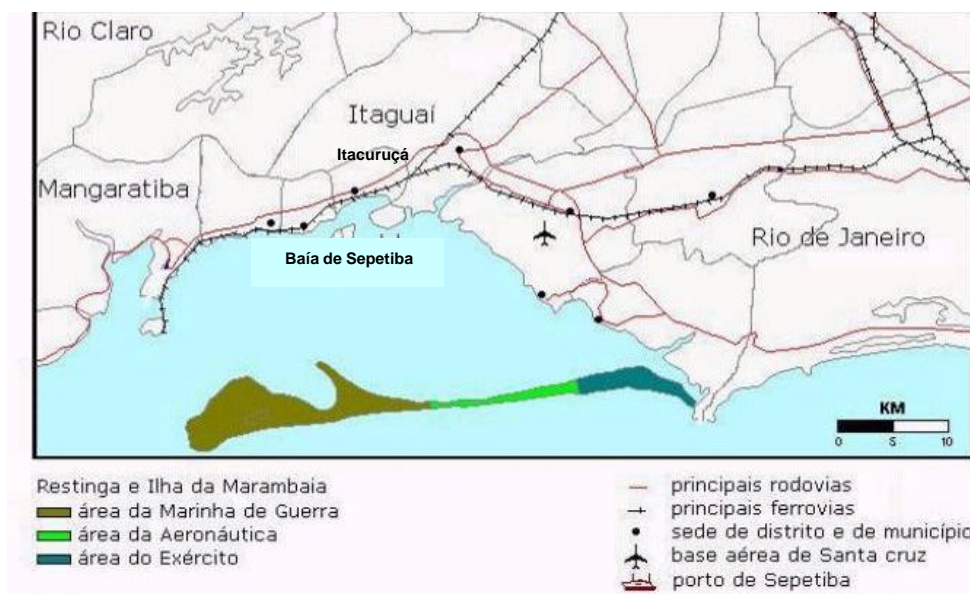 Rio Claro
Itaguaí
Itacuruçá
Mangaratiba
Rio de Janeiro
Baía de Sepetiba
KM
0 5 10
Restinga e Ilha da Marambaia
área da Marinha de Guerra
área da Aeronáutica
área do Exército
principais rodovias
principais ferrovias
sede de distrito e de município
base aérea de Santa cruz
porto de Sepetiba